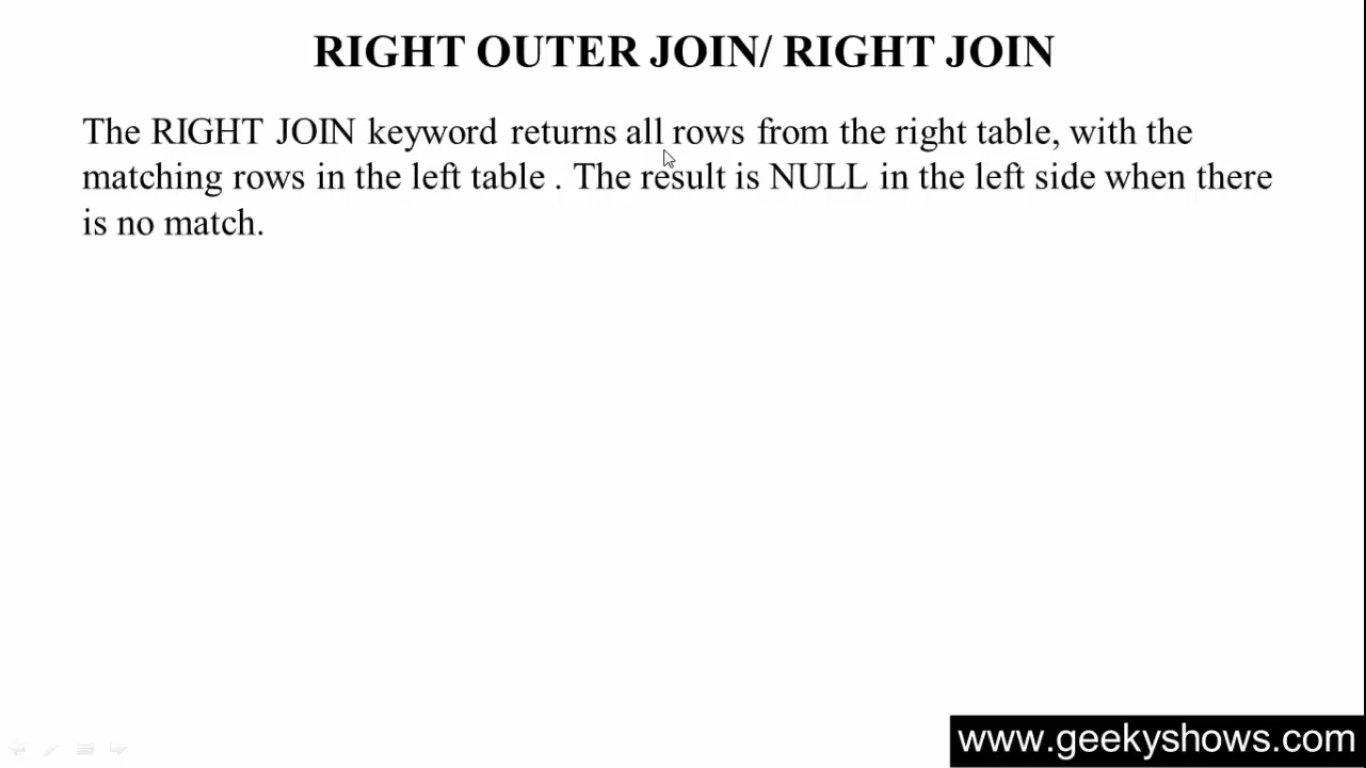 RIGHT OUTER JOIN/ RIGHT JOIN
The RIGHT JOIN keyword returns all rows from the right table, with the
matching rows in the left table . The result is NULL in the left side when there
is no match.
www.geekyshows.com